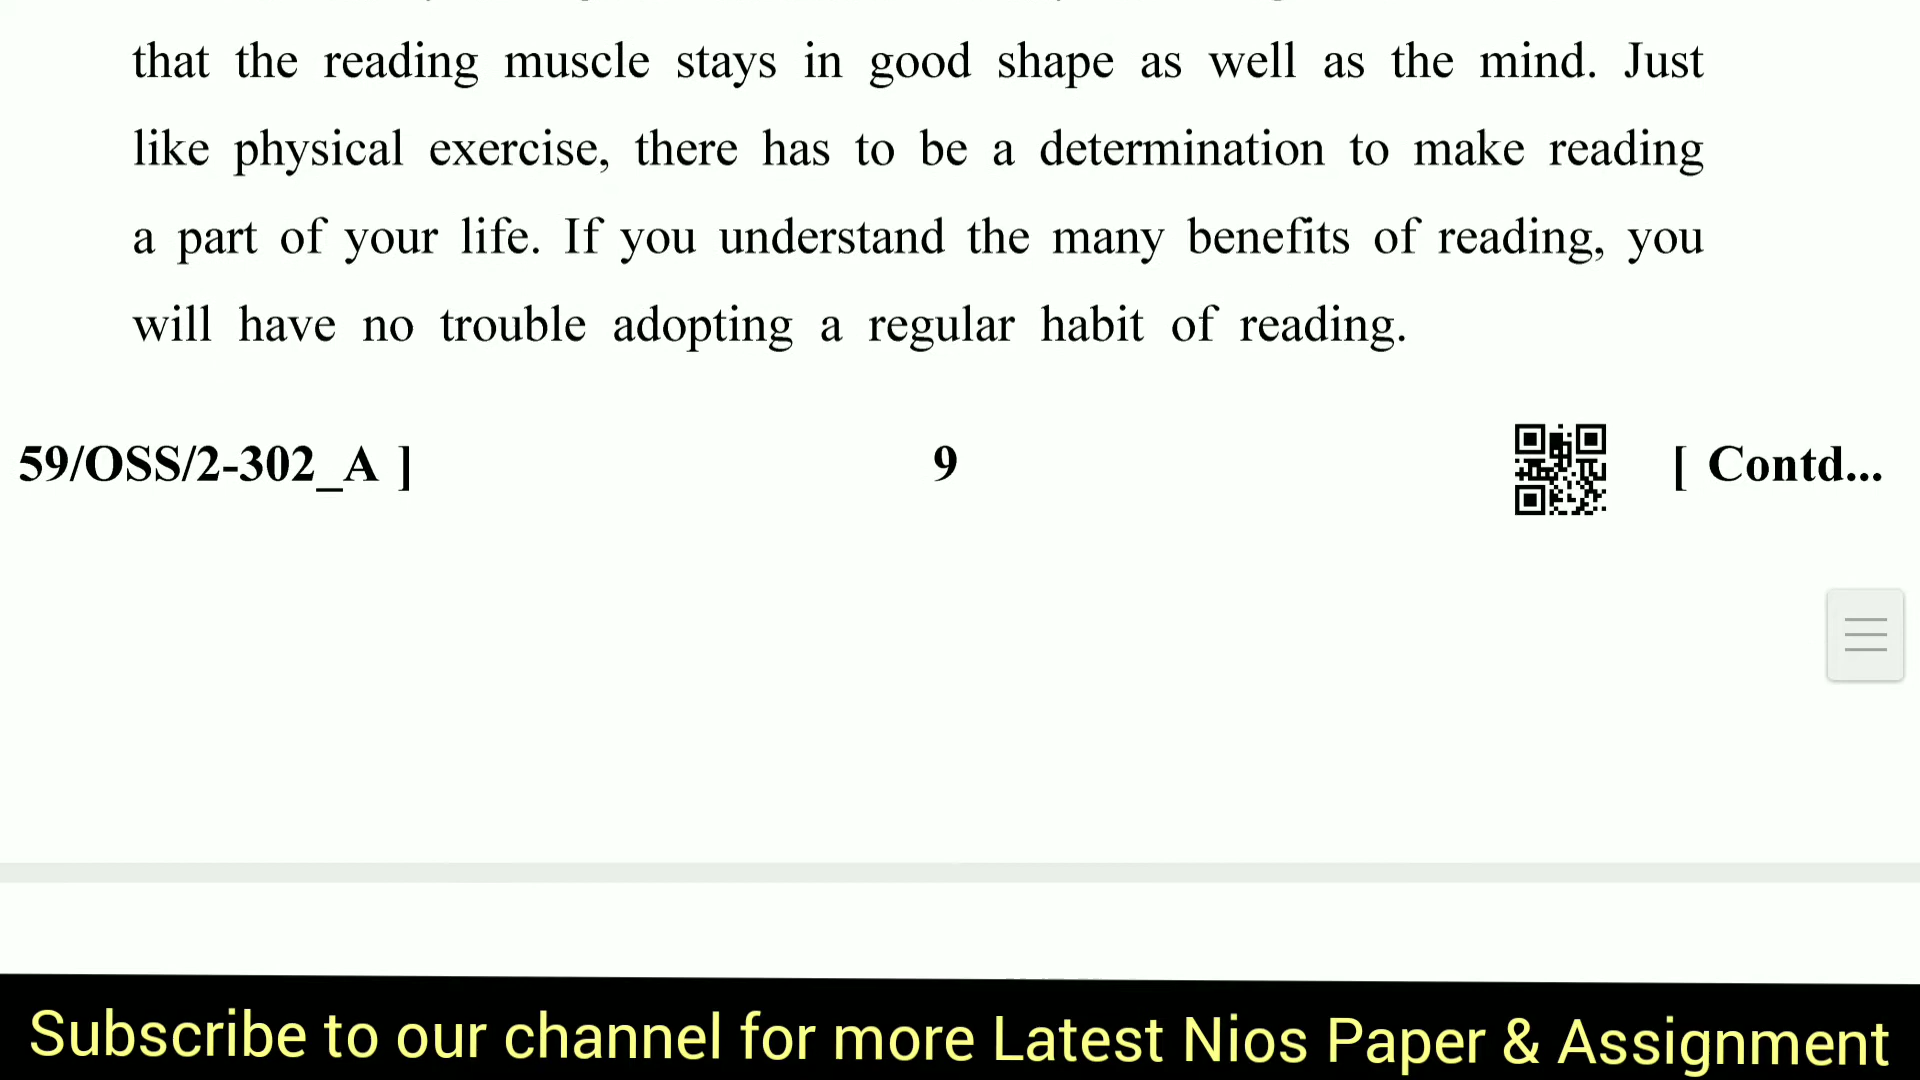 that the reading muscle stays in good shape as well as the mind. Just
like physical exercise, there has to be a determination to make reading
a part of your life. If you understand the many benefits of reading, you
will have no trouble adopting a regular habit of reading.
59/OSS/2-302_A ] 9 [ Contd...
Subscribe to our channel for more Latest Nios Paper & Assignment